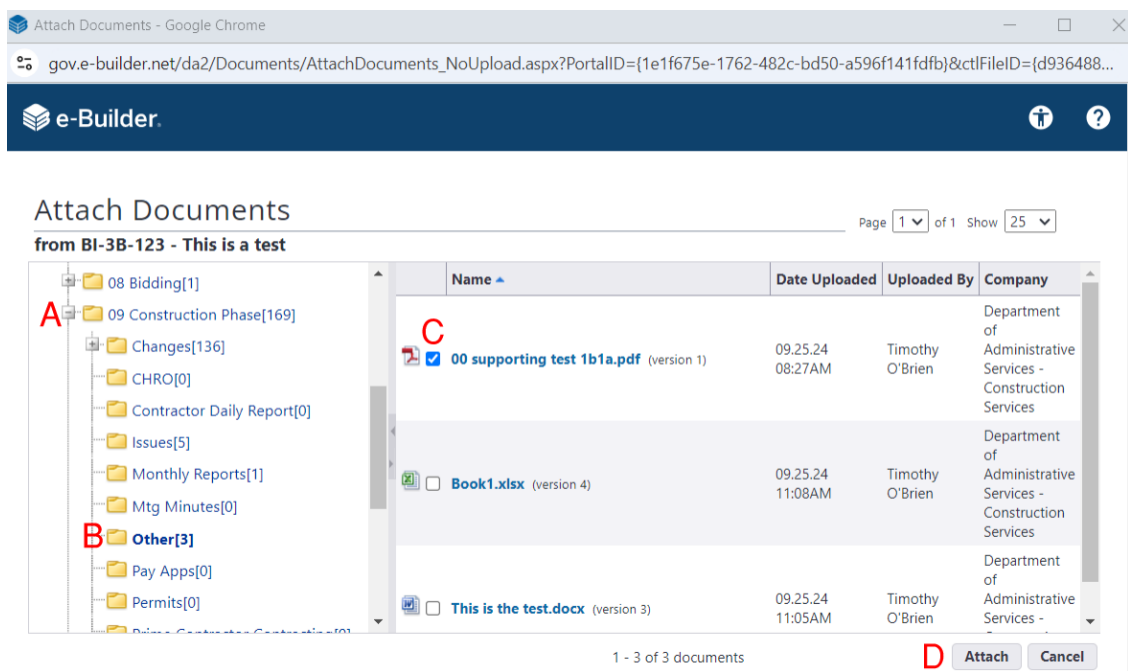 Attach Documents - Google Chrome
gov.e-builder.net/da2/Documents/AttachDocuments_NoUpload.aspx?PortalID={1e1f675e-1762-482c-bd50-a596f141fdfb}&ctlFileID={d936488...
e-Builder.
Attach Documents
Page 1 of 1 Show 25
from BI-3B-123 - This is a test
08 Bidding[1]
A 09 Construction Phase[169]
Changes[136]
CHRO[0]
Contractor Daily Report[0]
Issues[5]
Monthly Reports[1]
Mtg Minutes[0]
B Other[3]
Pay Apps[0]
Permits[0]
Prime Contractor Contracting[0]
Name Date Uploaded Uploaded By Company
C
00 supporting test 1b1a.pdf (version 1)
09.25.24
08:27AM
Timothy
O'Brien
Department
of
Administrative
Services -
Construction
Services
Book1.xlsx (version 4)
09.25.24
11:08AM
Timothy
O'Brien
Department
of
Administrative
Services -
Construction
Services
This is the test.docx (version 3)
09.25.24
11:05AM
Timothy
O'Brien
Department
of
Administrative
Services -
1 - 3 of 3 documents
D Attach Cancel